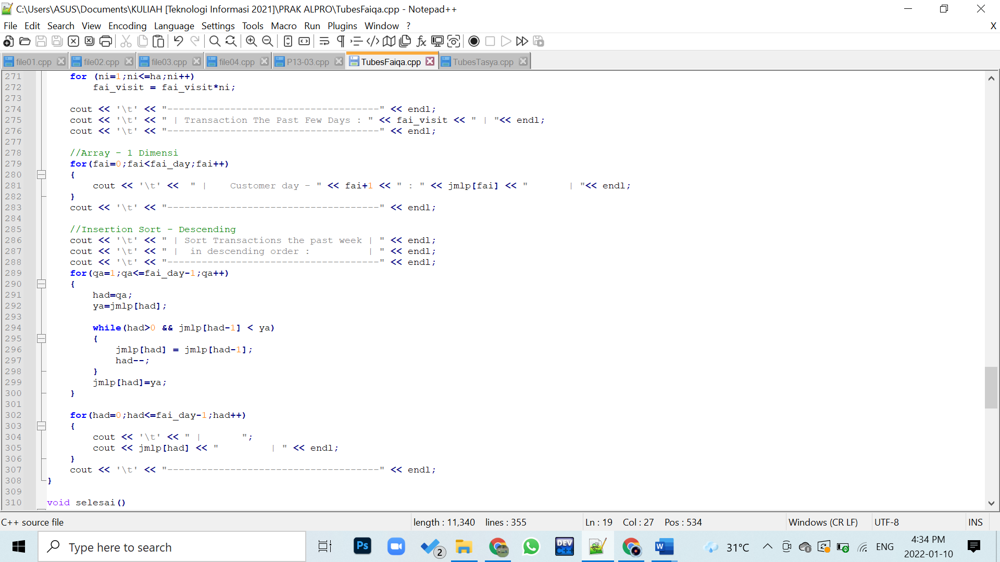 C:\Users\ASUS\Documents\KULIAH [Teknologi Informasi 2021]\PRAK ALPRO\TubesFaiqa.cpp - Notepad++
File Edit Search View Encoding Language Settings Tools Macro Run Plugins Window ? X
file01.cpp file02.cpp file03.cpp file04.cpp P13-03.cpp TubesFaiqa.cpp TubesTasya.cpp
271 for (ni=1;ni<=ha;ni++)
272 fai_visit = fai_visit*ni;
273
274 cout << '\t' << "-------------------------------------" << endl;
275 cout << '\t' << " | Transaction The Past Few Days : " << fai_visit << " | "<< endl;
276 cout << '\t' << "-------------------------------------" << endl;
277
278 //Array - 1 Dimensi
279 for(fai=0;fai<fai_day;fai++)
280 {
281 cout << '\t' <<  " |    Customer day - " << fai+1 << " : " << jmlp[fai] << "       | "<< endl;
282 }
283 cout << '\t' << "-------------------------------------" << endl;
284
285 //Insertion Sort - Descending
286 cout << '\t' << " | Sort Transactions the past week | " << endl;
287 cout << '\t' << " |  in descending order :          | " << endl;
288 cout << '\t' << "-------------------------------------" << endl;
289 for(qa=1;qa<=fai_day-1;qa++)
290 {
291 had=qa;
292 ya=jmlp[had];
293
294 while(had>0 && jmlp[had-1] < ya)
295 {
296 jmlp[had] = jmlp[had-1];
297 had--;
298 }
299 jmlp[had]=ya;
300 }
301
302 for(had=0;had<=fai_day-1;had++)
303 {
304 cout << '\t' << " |       ";
305 cout << jmlp[had] << "         | " << endl;
306 }
307 cout << '\t' << "-------------------------------------" << endl;
308 }
309
310 void selesai()
C++ source file length : 11,340 lines : 355 Ln : 19 Col : 27 Pos : 534 Windows (CR LF) UTF-8 INS
Type here to search Ps 2 DEV C++ W 31°C ENG 4:34 PM
2022-01-10